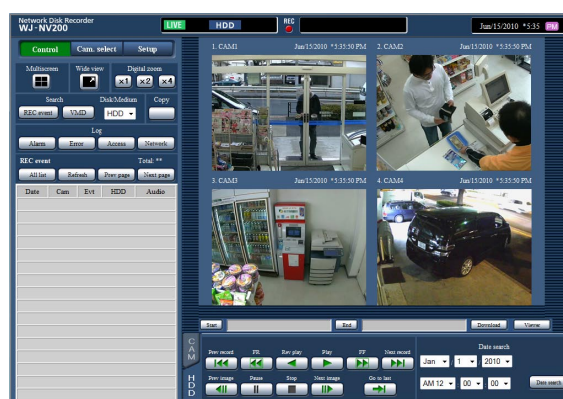 Network Disk Recorder
WJ-NV200
LIVE HDD REC Jun/15/2010 *5:35 PM
Control Cam. select Setup
Multiscreen Wide view Digital zoom
×1 ×2 ×4
Search Disk/Medium Copy
REC event VMD HDD
Log
Alarm Error Access Network
REC event Total: **
All list Refresh Prev page Next page
Date Cam Evt HDD Audio
1. CAM1 Jun/15/2010 *5:35:50 PM
2. CAM2 Jun/15/2010 *5:35:50 PM
3. CAM3 Jun/15/2010 *5:35:50 PM
4. CAM4 Jun/15/2010 *5:35:50 PM
Start End Download Viewer
CAM
HDD
Prev record FR Rev play Play FF Next record
Prev image Pause Stop Next image Go to last
Date search
Jan / 1 / 2010
AM 12 : 00 : 00 Date search